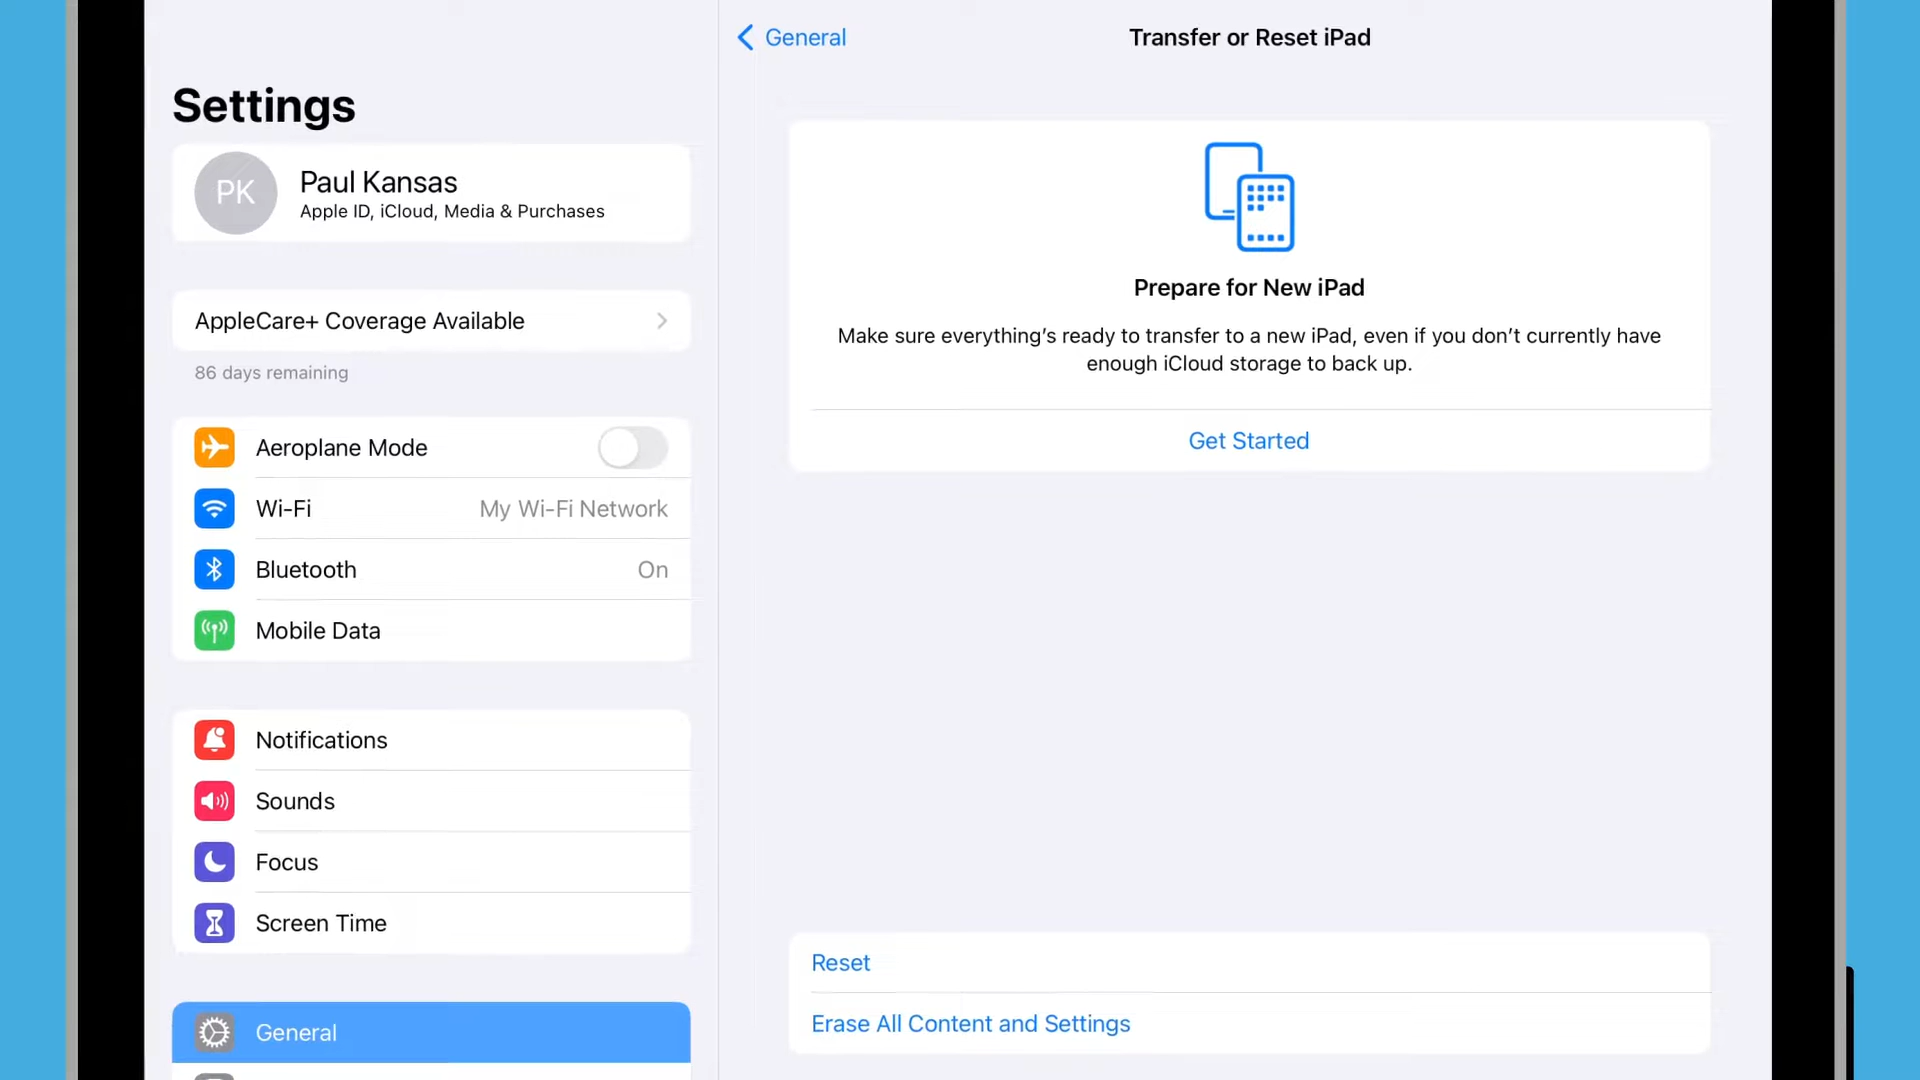 General
Transfer or Reset iPad
Settings
PK
Paul Kansas
Apple ID, iCloud, Media & Purchases
AppleCare+ Coverage Available
86 days remaining
Aeroplane Mode
Wi-Fi
My Wi-Fi Network
Bluetooth
On
Mobile Data
Notifications
Sounds
Focus
Screen Time
General
Prepare for New iPad
Make sure everything’s ready to transfer to a new iPad, even if you don’t currently have
enough iCloud storage to back up.
Get Started
Reset
Erase All Content and Settings